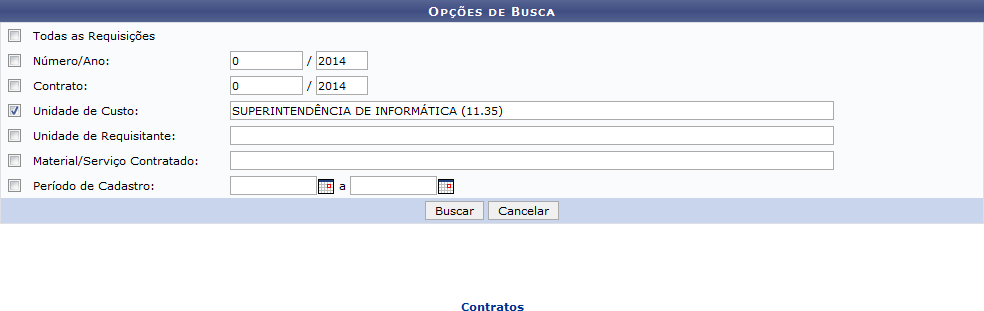 Opções de Busca
Todas as Requisições
Número/Ano: 0 / 2014
Contrato: 0 / 2014
Unidade de Custo: SUPERINTENDÊNCIA DE INFORMÁTICA (11.35)
Unidade de Requisitante:
Material/Serviço Contratado:
Período de Cadastro: a
Buscar Cancelar
Contratos